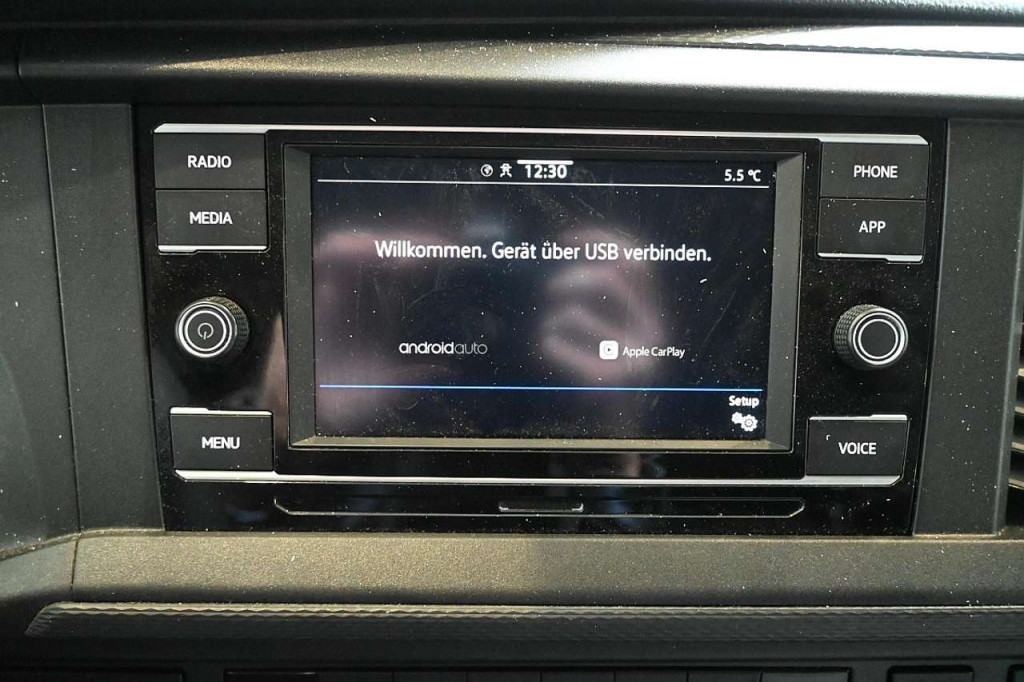 RADIO
MEDIA
MENU
12:30
5.5 °C
Willkommen. Gerät über USB verbinden.
androidauto
Apple CarPlay
Setup
PHONE
APP
VOICE